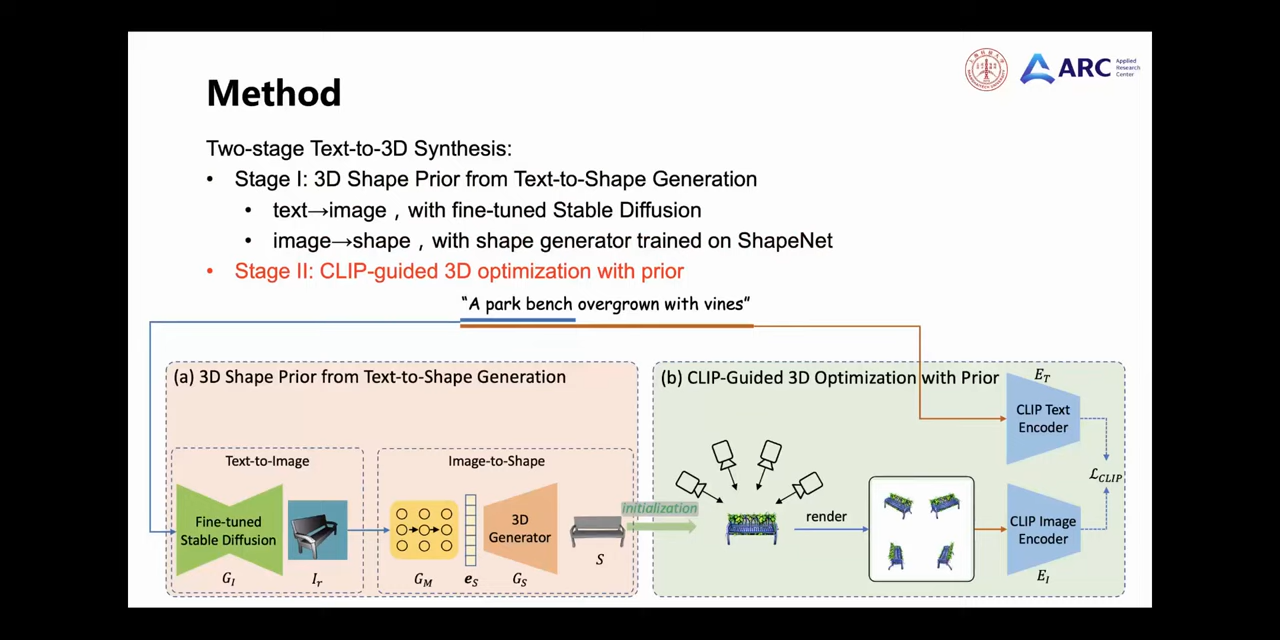 ARC Applied Research Center
Method
Two-stage Text-to-3D Synthesis:
• Stage I: 3D Shape Prior from Text-to-Shape Generation
• text→image , with fine-tuned Stable Diffusion
• image→shape , with shape generator trained on ShapeNet
• Stage II: CLIP-guided 3D optimization with prior
“A park bench overgrown with vines”
(a) 3D Shape Prior from Text-to-Shape Generation
Text-to-Image
Fine-tuned
Stable Diffusion
G_I
I_r
Image-to-Shape
G_M
e_S
3D
Generator
G_S
S
initialization
(b) CLIP-Guided 3D Optimization with Prior
render
E_T
CLIP Text
Encoder
ℒ_CLIP
CLIP Image
Encoder
E_I